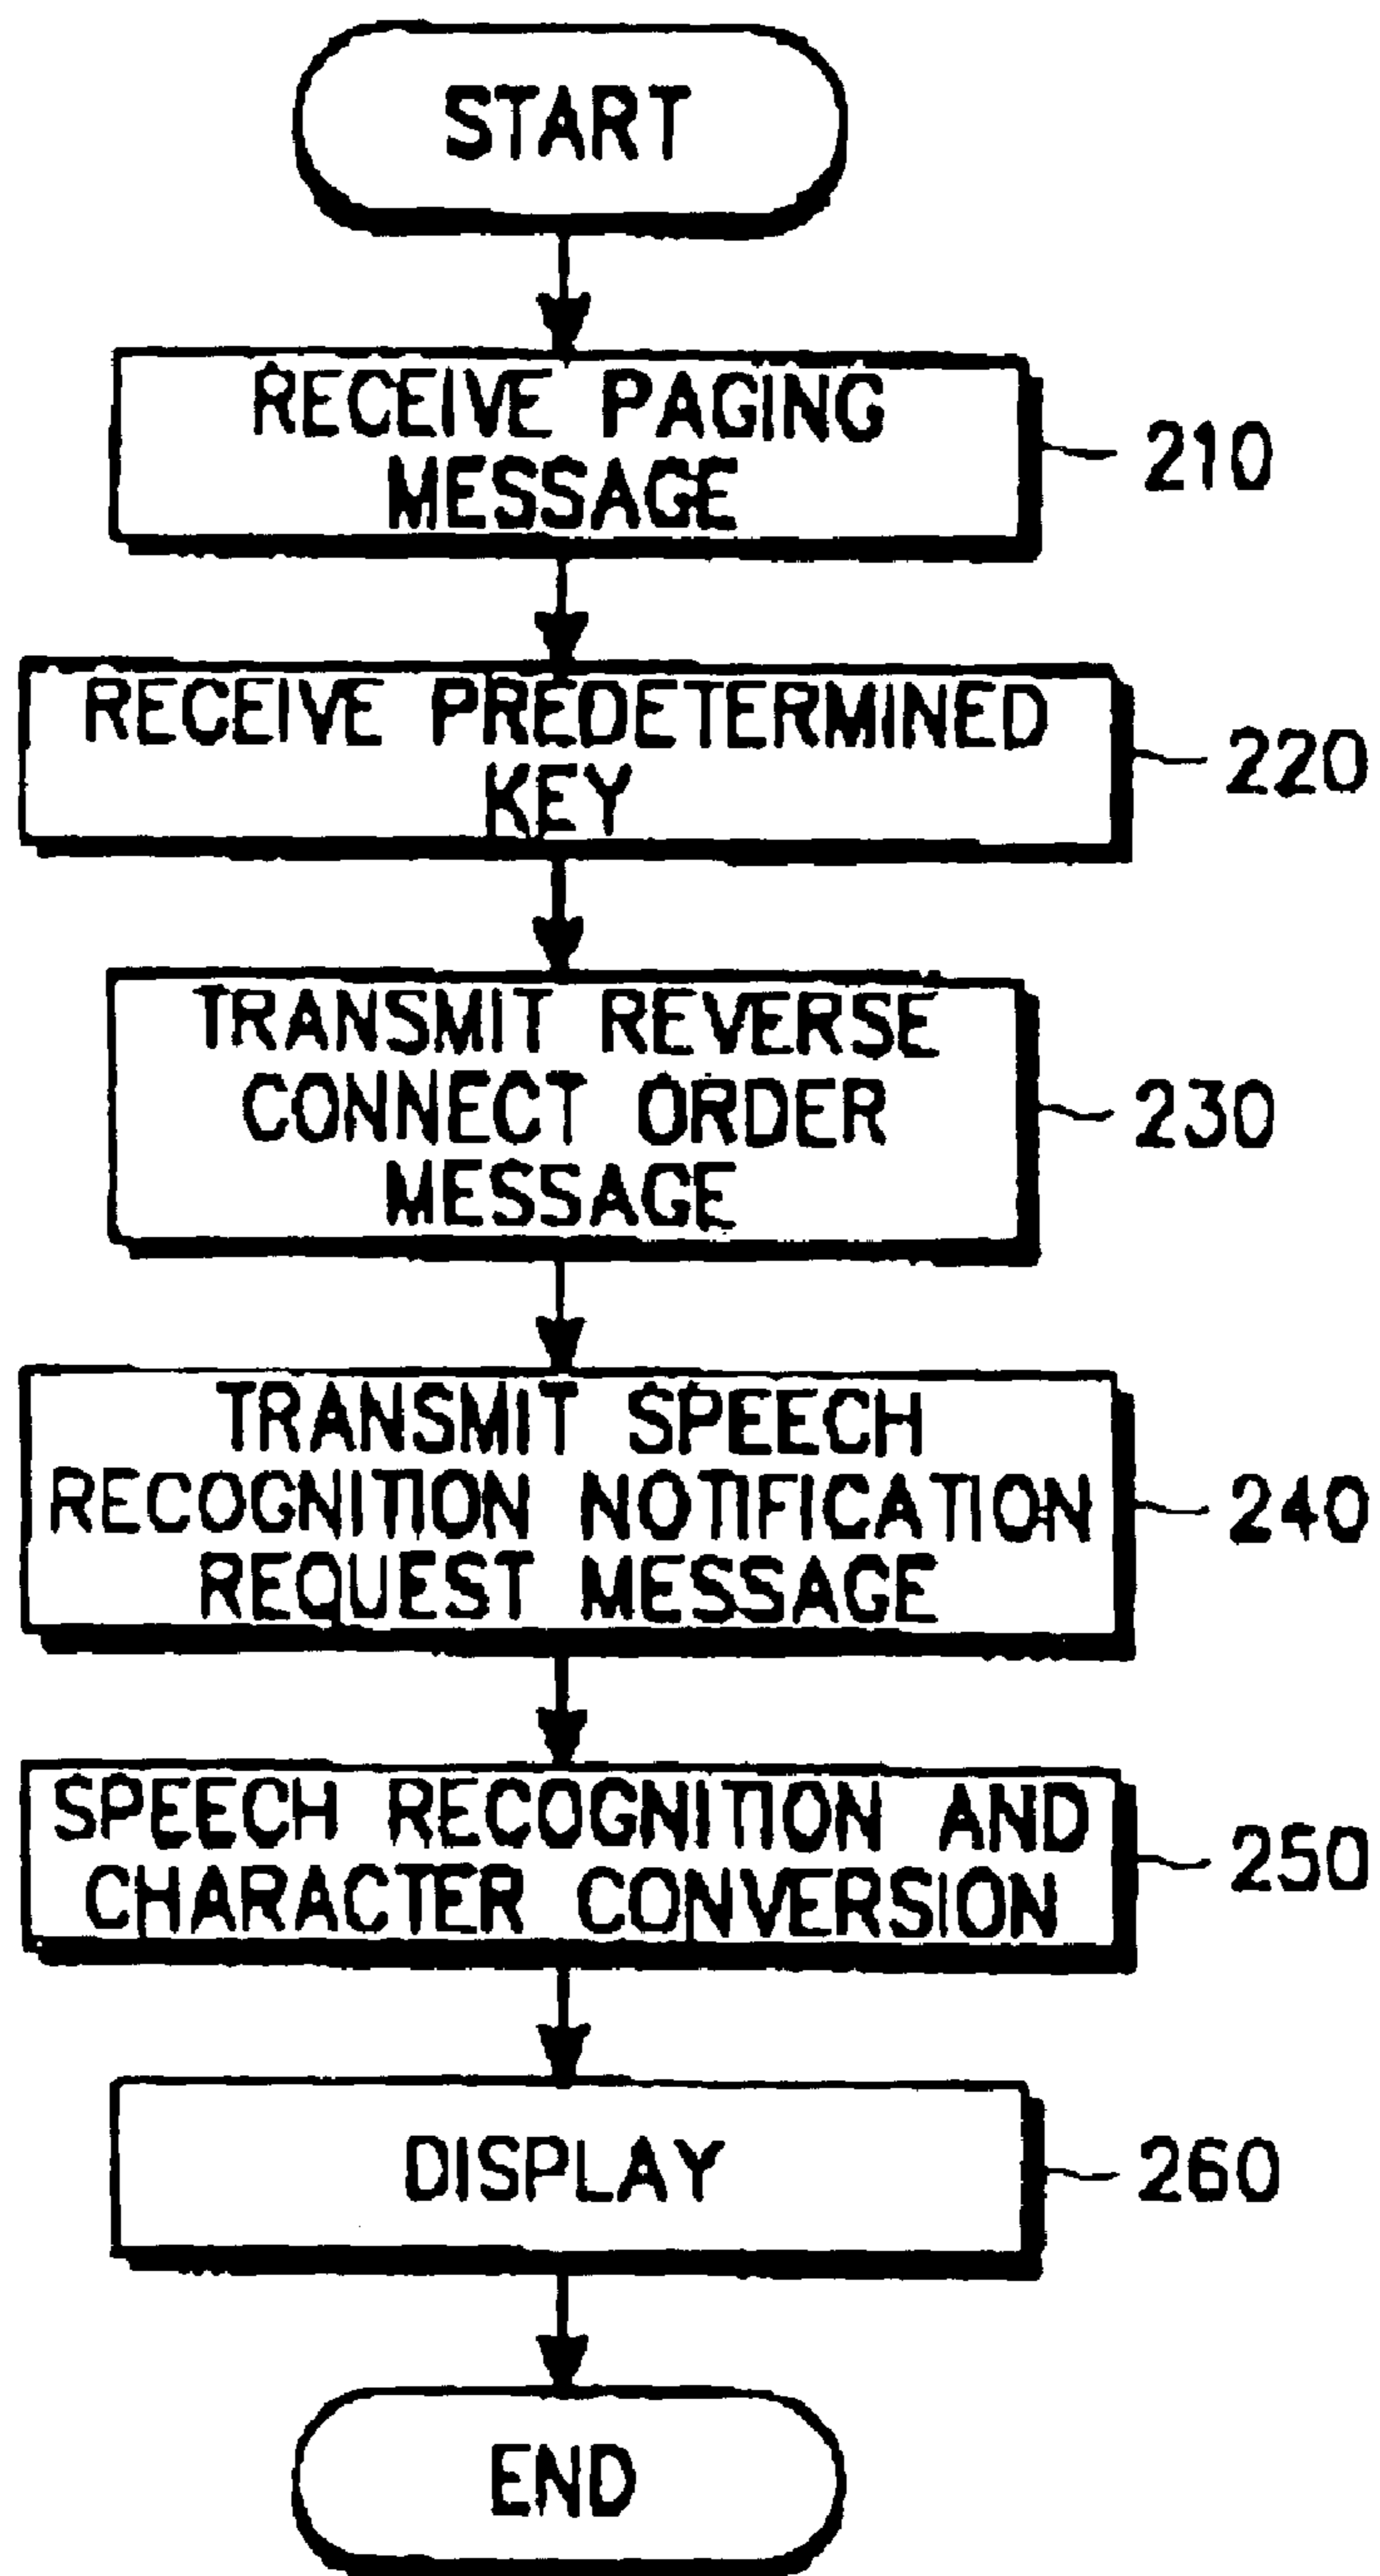 START
RECEIVE PAGING
MESSAGE
210
RECEIVE PREDETERMINED
KEY
220
TRANSMIT REVERSE
CONNECT ORDER
MESSAGE
230
TRANSMIT SPEECH
RECOGNITION NOTIFICATION
REQUEST MESSAGE
240
SPEECH RECOGNITION AND
CHARACTER CONVERSION
250
DISPLAY
260
END